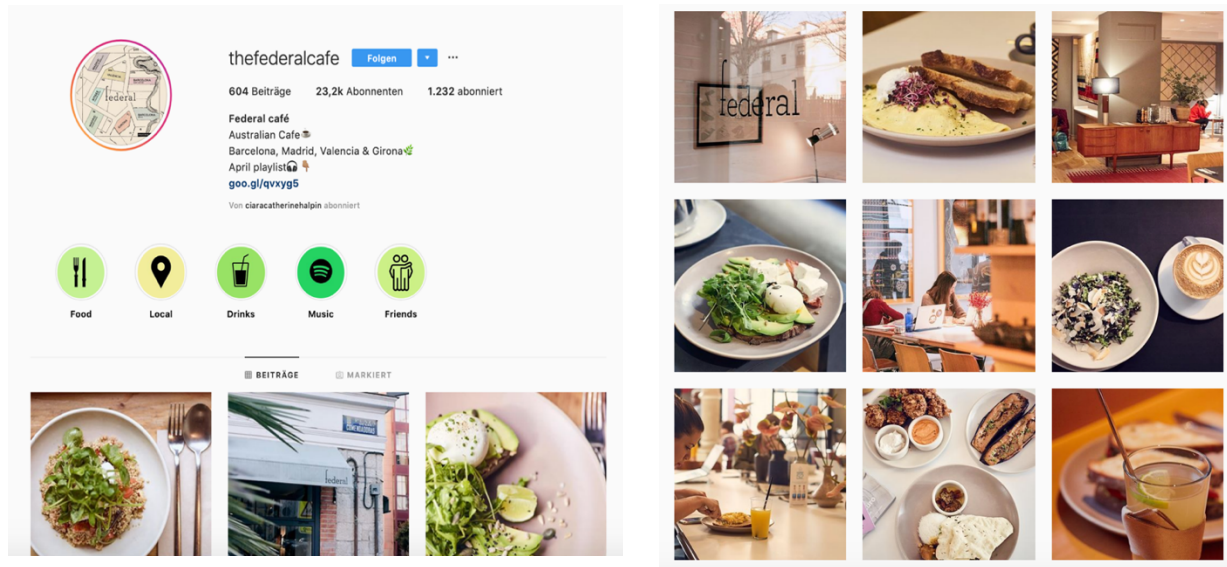 thefederalcafe Folgen ...
604 Beiträge 23,2k Abonnenten 1.232 abonniert
Federal café
Australian Cafe☕
Barcelona, Madrid, Valencia & Girona🌿
April playlist🎧👇🏽
goo.gl/qvxyg5
Von ciaracatherinehalpin abonniert
federal
Food Local Drinks Music Friends
BEITRÄGE MARKIERT
federal
federal